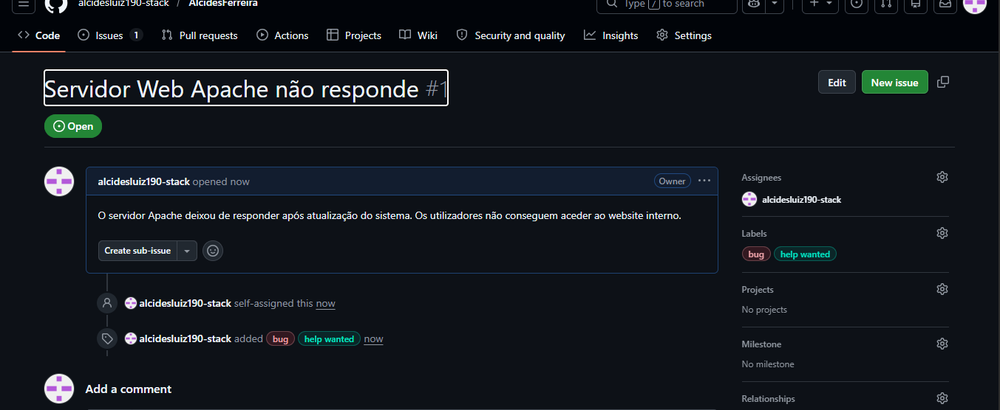 alcidesluiz190-stack / AlcidesFerreira
Type / to search
Code Issues 1 Pull requests Actions Projects Wiki Security and quality Insights Settings
Servidor Web Apache não responde #1
Edit New issue
Open
alcidesluiz190-stack opened now Owner
O servidor Apache deixou de responder após atualização do sistema. Os utilizadores não conseguem aceder ao website interno.
Create sub-issue
alcidesluiz190-stack self-assigned this now
alcidesluiz190-stack added bug help wanted now
Add a comment
Assignees
alcidesluiz190-stack
Labels
bug help wanted
Projects
No projects
Milestone
No milestone
Relationships